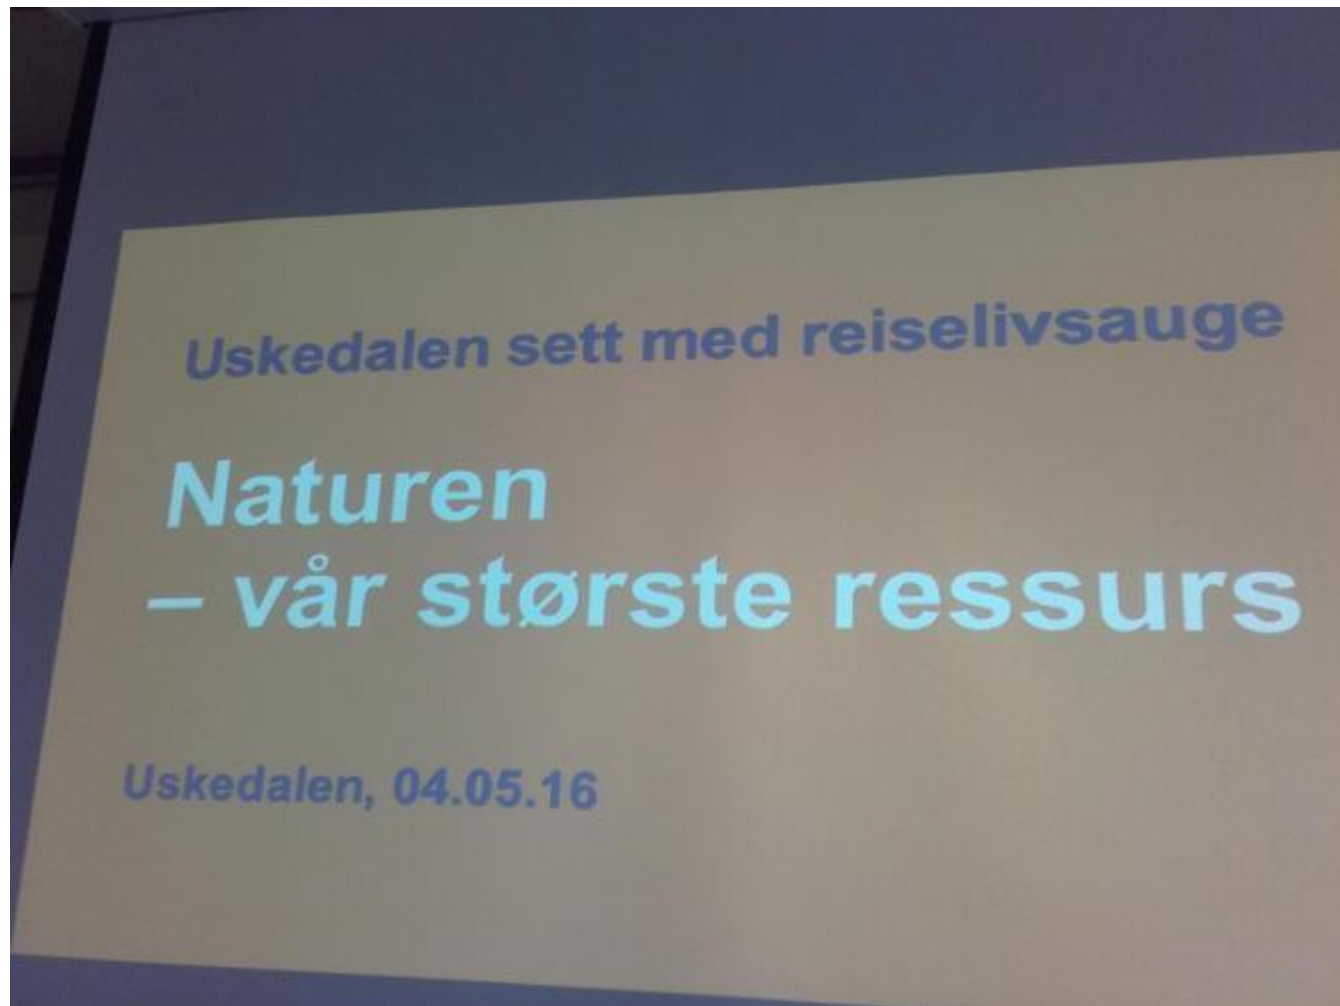 Uskedalen sett med reiselivsauge
Naturen
– vår største ressurs
Uskedalen, 04.05.16